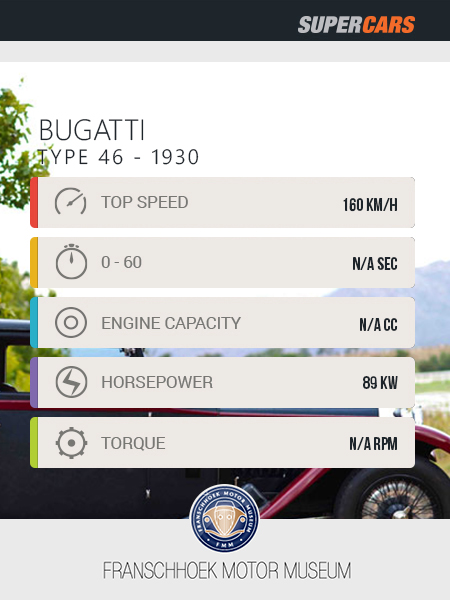 SUPERCARS
BUGATTI
TYPE 46 - 1930
TOP SPEED 160 KM/H
0 - 60 N/A SEC
ENGINE CAPACITY N/A CC
HORSEPOWER 89 KW
TORQUE N/A RPM
FRANSCHHOEK MOTOR MUSEUM
FMM
FRANSCHHOEK MOTOR MUSEUM